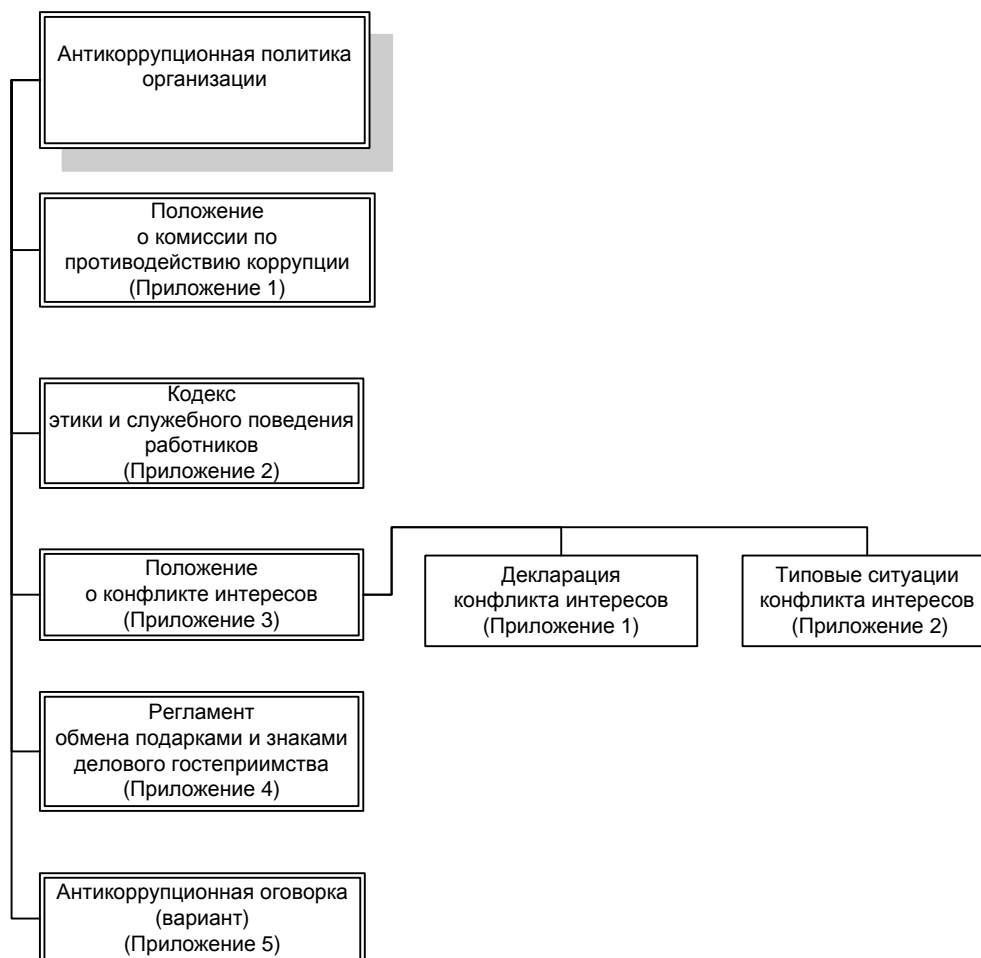 Антикоррупционная политика
организации
Положение
о комиссии по
противодействию коррупции
(Приложение 1)
Кодекс
этики и служебного поведения
работников
(Приложение 2)
Положение
о конфликте интересов
(Приложение 3)
Декларация
конфликта интересов
(Приложение 1)
Типовые ситуации
конфликта интересов
(Приложение 2)
Регламент
обмена подарками и знаками
делового гостеприимства
(Приложение 4)
Антикоррупционная оговорка
(вариант)
(Приложение 5)